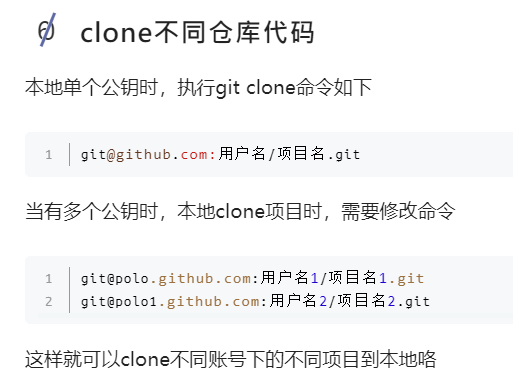 clone不同仓库代码
本地单个公钥时，执行git clone命令如下
1 git@github.com:用户名/项目名.git
当有多个公钥时，本地clone项目时，需要修改命令
1 git@polo.github.com:用户名1/项目名1.git
2 git@polo1.github.com:用户名2/项目名2.git
这样就可以clone不同账号下的不同项目到本地咯